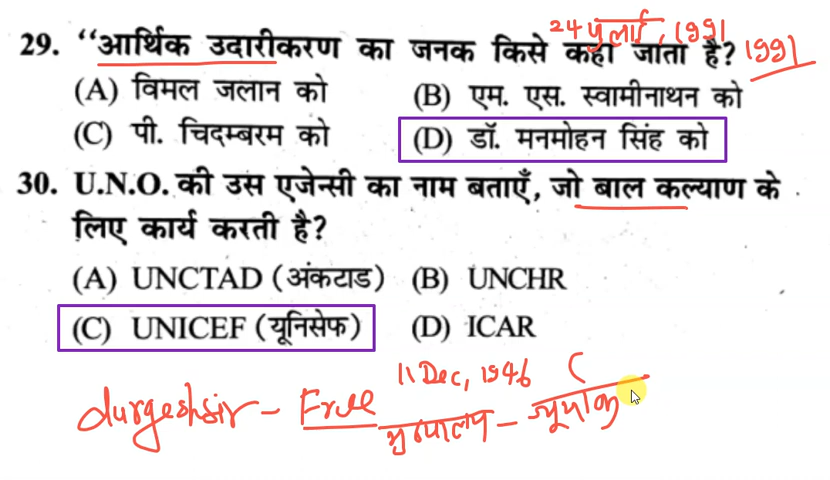 24 जुलाई, 1991
29. “आर्थिक उदारीकरण का जनक किसे कहा जाता है? 1991
(A) विमल जलान को (B) एम. एस. स्वामीनाथन को
(C) पी. चिदम्बरम को (D) डॉ. मनमोहन सिंह को
30. U.N.O. की उस एजेन्सी का नाम बताएँ, जो बाल कल्याण के
लिए कार्य करती है?
(A) UNCTAD (अंकटाड) (B) UNCHR
(C) UNICEF (यूनिसेफ) (D) ICAR
11 Dec, 1946 (
durgeshsir - Free
मुख्यालय - न्यूयॉर्क